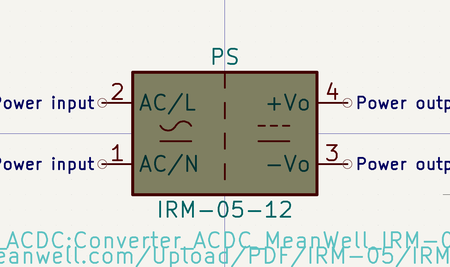 PS
Power input 2 AC/L +Vo 4 Power outp
Power input 1 AC/N -Vo 3 Power outp
IRM-05-12
_ACDC:Converter_ACDC_MeanWell_IRM-0
eanwell.com/Upload/PDF/IRM-05/IRM